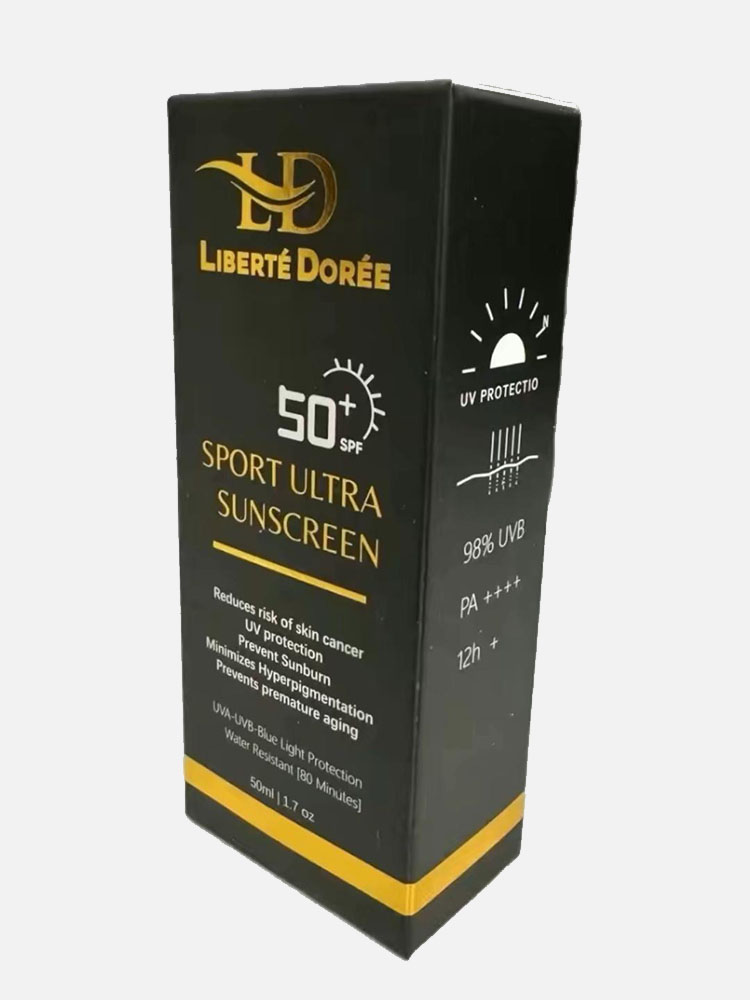 LD
LIBERTÉ DORÉE
50+
SPF
SPORT ULTRA
SUNSCREEN
Reduces risk of skin cancer
UV protection
Prevent Sunburn
Minimizes Hyperpigmentation
Prevents premature aging
UVA-UVB-Blue Light Protection
Water Resistant [80 Minutes]
50ml | 1.7 oz
N
UV PROTECTIO
98% UVB
PA ++++
12h +